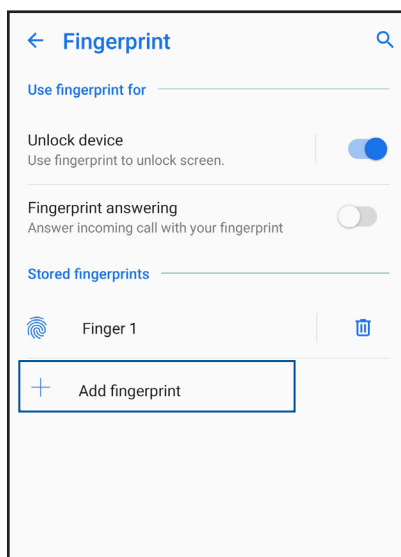 Fingerprint
Use fingerprint for
Unlock device
Use fingerprint to unlock screen.
Fingerprint answering
Answer incoming call with your fingerprint
Stored fingerprints
Finger 1
Add fingerprint